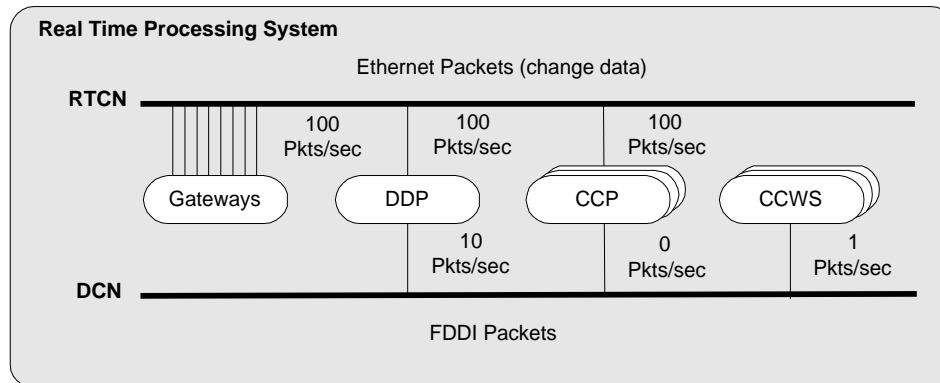 Real Time Processing System
Ethernet Packets (change data)
RTCN
100
Pkts/sec
100
Pkts/sec
100
Pkts/sec
Gateways
DDP
CCP
CCWS
10
Pkts/sec
0
Pkts/sec
1
Pkts/sec
DCN
FDDI Packets